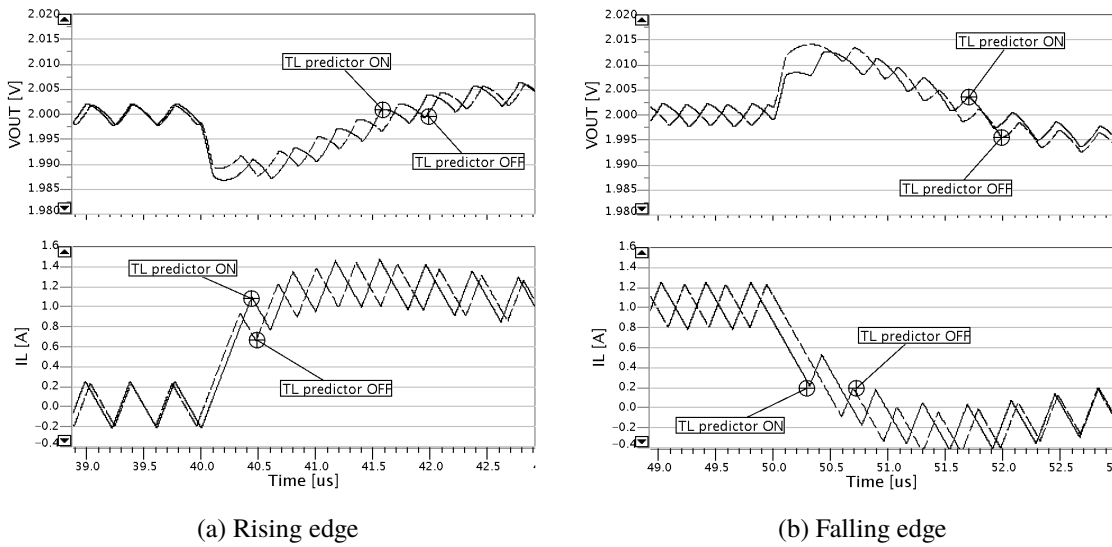 2.020
2.015
2.010
2.005
2.000
1.995
1.990
1.985
1.980
VOUT [V]
TL predictor ON
TL predictor OFF
1.6
1.4
1.2
1.0
0.8
0.6
0.4
0.2
0.0
-0.2
-0.4
IL [A]
TL predictor ON
TL predictor OFF
39.0 39.5 40.0 40.5 41.0 41.5 42.0 42.5
Time [us]
(a) Rising edge
2.020
2.015
2.010
2.005
2.000
1.995
1.990
1.985
1.980
VOUT [V]
TL predictor ON
TL predictor OFF
1.6
1.4
1.2
1.0
0.8
0.6
0.4
0.2
0.0
-0.2
-0.4
IL [A]
TL predictor OFF
TL predictor ON
49.0 49.5 50.0 50.5 51.0 51.5 52.0 52.5
Time [us]
(b) Falling edge